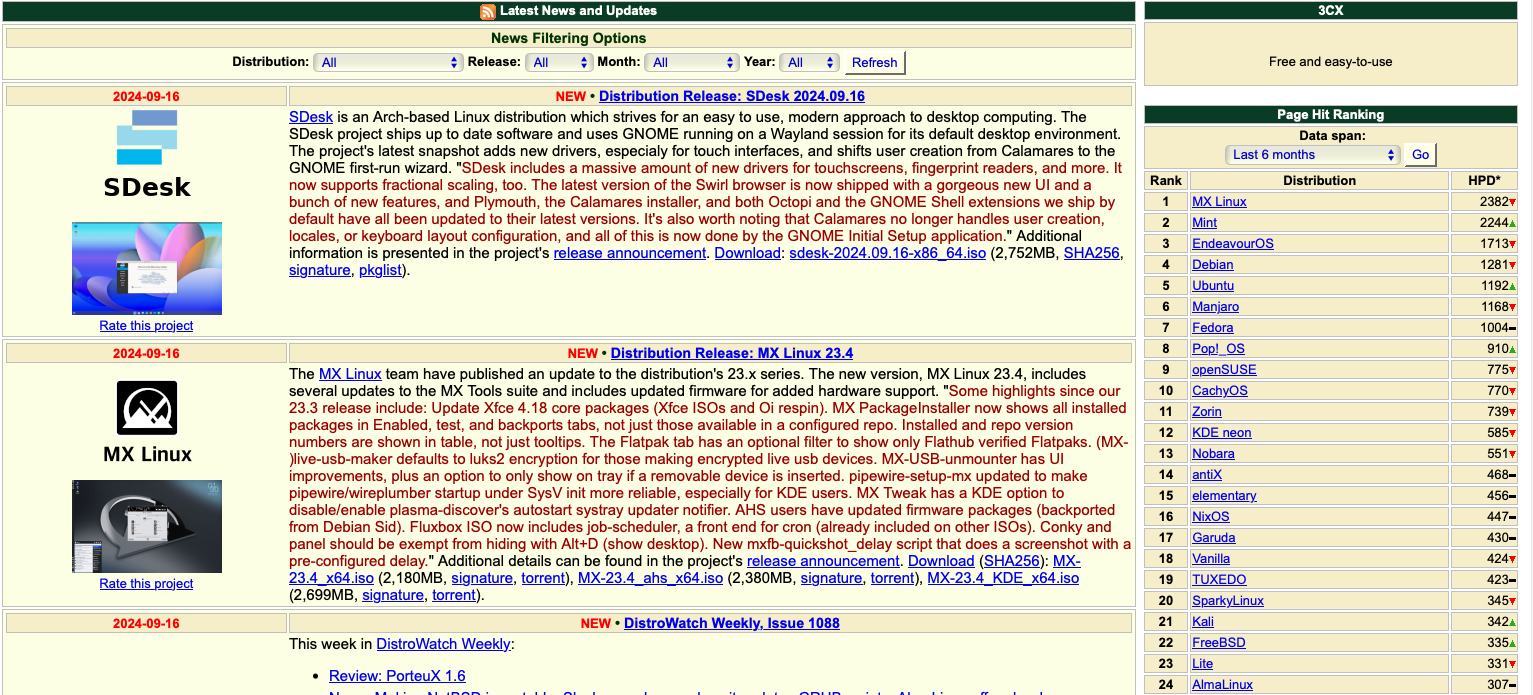 Latest News and Updates
News Filtering Options
Distribution: All Release: All Month: All Year: All Refresh
2024-09-16
NEW • Distribution Release: SDesk 2024.09.16
SDesk
Rate this project
SDesk is an Arch-based Linux distribution which strives for an easy to use, modern approach to desktop computing. The
SDesk project ships up to date software and uses GNOME running on a Wayland session for its default desktop environment.
The project's latest snapshot adds new drivers, especialy for touch interfaces, and shifts user creation from Calamares to the
GNOME first-run wizard. "SDesk includes a massive amount of new drivers for touchscreens, fingerprint readers, and more. It
now supports fractional scaling, too. The latest version of the Swirl browser is now shipped with a gorgeous new UI and a
bunch of new features, and Plymouth, the Calamares installer, and both Octopi and the GNOME Shell extensions we ship by
default have all been updated to their latest versions. It's also worth noting that Calamares no longer handles user creation,
locales, or keyboard layout configuration, and all of this is now done by the GNOME Initial Setup application." Additional
information is presented in the project's release announcement. Download: sdesk-2024.09.16-x86_64.iso (2,752MB, SHA256,
signature, pkglist).
2024-09-16
NEW • Distribution Release: MX Linux 23.4
MX Linux
Rate this project
The MX Linux team have published an update to the distribution's 23.x series. The new version, MX Linux 23.4, includes
several updates to the MX Tools suite and includes updated firmware for added hardware support. "Some highlights since our
23.3 release include: Update Xfce 4.18 core packages (Xfce ISOs and Oi respin). MX PackageInstaller now shows all installed
packages in Enabled, test, and backports tabs, not just those available in a configured repo. Installed and repo version
numbers are shown in table, not just tooltips. The Flatpak tab has an optional filter to show only Flathub verified Flatpaks. (MX-
)live-usb-maker defaults to luks2 encryption for those making encrypted live usb devices. MX-USB-unmounter has UI
improvements, plus an option to only show on tray if a removable device is inserted. pipewire-setup-mx updated to make
pipewire/wireplumber startup under SysV init more reliable, especially for KDE users. MX Tweak has a KDE option to
disable/enable plasma-discover's autostart systray updater notifier. AHS users have updated firmware packages (backported
from Debian Sid). Fluxbox ISO now includes job-scheduler, a front end for cron (already included on other ISOs). Conky and
panel should be exempt from hiding with Alt+D (show desktop). New mxfb-quickshot_delay script that does a screenshot with a
pre-configured delay." Additional details can be found in the project's release announcement. Download (SHA256): MX-
23.4_x64.iso (2,180MB, signature, torrent), MX-23.4_ahs_x64.iso (2,380MB, signature, torrent), MX-23.4_KDE_x64.iso
(2,699MB, signature, torrent).
2024-09-16
NEW • DistroWatch Weekly, Issue 1088
This week in DistroWatch Weekly:
• Review: PorteuX 1.6
3CX
Free and easy-to-use
Page Hit Ranking
Data span:
Last 6 months Go
Rank Distribution HPD*
1 MX Linux 2382
2 Mint 2244
3 EndeavourOS 1713
4 Debian 1281
5 Ubuntu 1192
6 Manjaro 1168
7 Fedora 1004
8 Pop!_OS 910
9 openSUSE 775
10 CachyOS 770
11 Zorin 739
12 KDE neon 585
13 Nobara 551
14 antiX 468
15 elementary 456
16 NixOS 447
17 Garuda 430
18 Vanilla 424
19 TUXEDO 423
20 SparkyLinux 345
21 Kali 342
22 FreeBSD 335
23 Lite 331
24 AlmaLinux 307